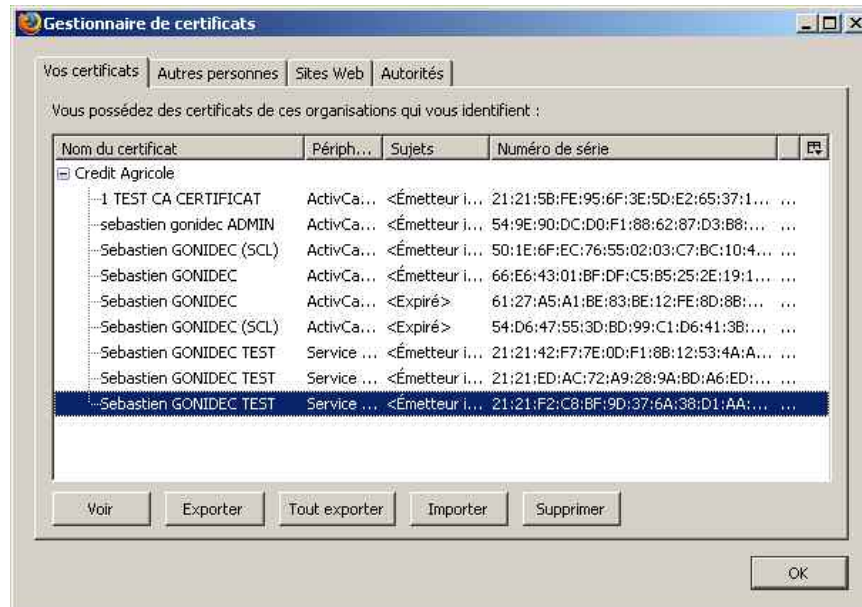 Gestionnaire de certificats
Vos certificats Autres personnes Sites Web Autorités
Vous possédez des certificats de ces organisations qui vous identifient :
Nom du certificat Périph... Sujets Numéro de série
Credit Agricole
1 TEST CA CERTIFICAT ActivCa... <Émetteur i... 21:21:5B:FE:95:6F:3E:5D:E2:65:37:1... ...
sebastien gonidec ADMIN ActivCa... <Émetteur i... 54:9E:90:DC:D0:F1:88:62:87:D3:B8:... ...
Sebastien GONIDEC (SCL) ActivCa... <Émetteur i... 50:1E:6F:EC:76:55:02:03:C7:BC:10:4... ...
Sebastien GONIDEC ActivCa... <Émetteur i... 66:E6:43:01:BF:DF:C5:B5:25:2E:19:1... ...
Sebastien GONIDEC ActivCa... <Expiré> 61:27:A5:A1:BE:83:BE:12:FE:8D:8B:... ...
Sebastien GONIDEC (SCL) ActivCa... <Expiré> 54:D6:47:55:3D:BD:99:C1:D6:41:3B:... ...
Sebastien GONIDEC TEST Service ... <Émetteur i... 21:21:42:F7:7E:0D:F1:8B:12:53:4A:A... ...
Sebastien GONIDEC TEST Service ... <Émetteur i... 21:21:ED:AC:72:A9:28:9A:BD:A6:ED:... ...
Sebastien GONIDEC TEST Service ... <Émetteur i... 21:21:F2:C8:BF:9D:37:6A:38:D1:AA:... ...
Voir Exporter Tout exporter Importer Supprimer
OK